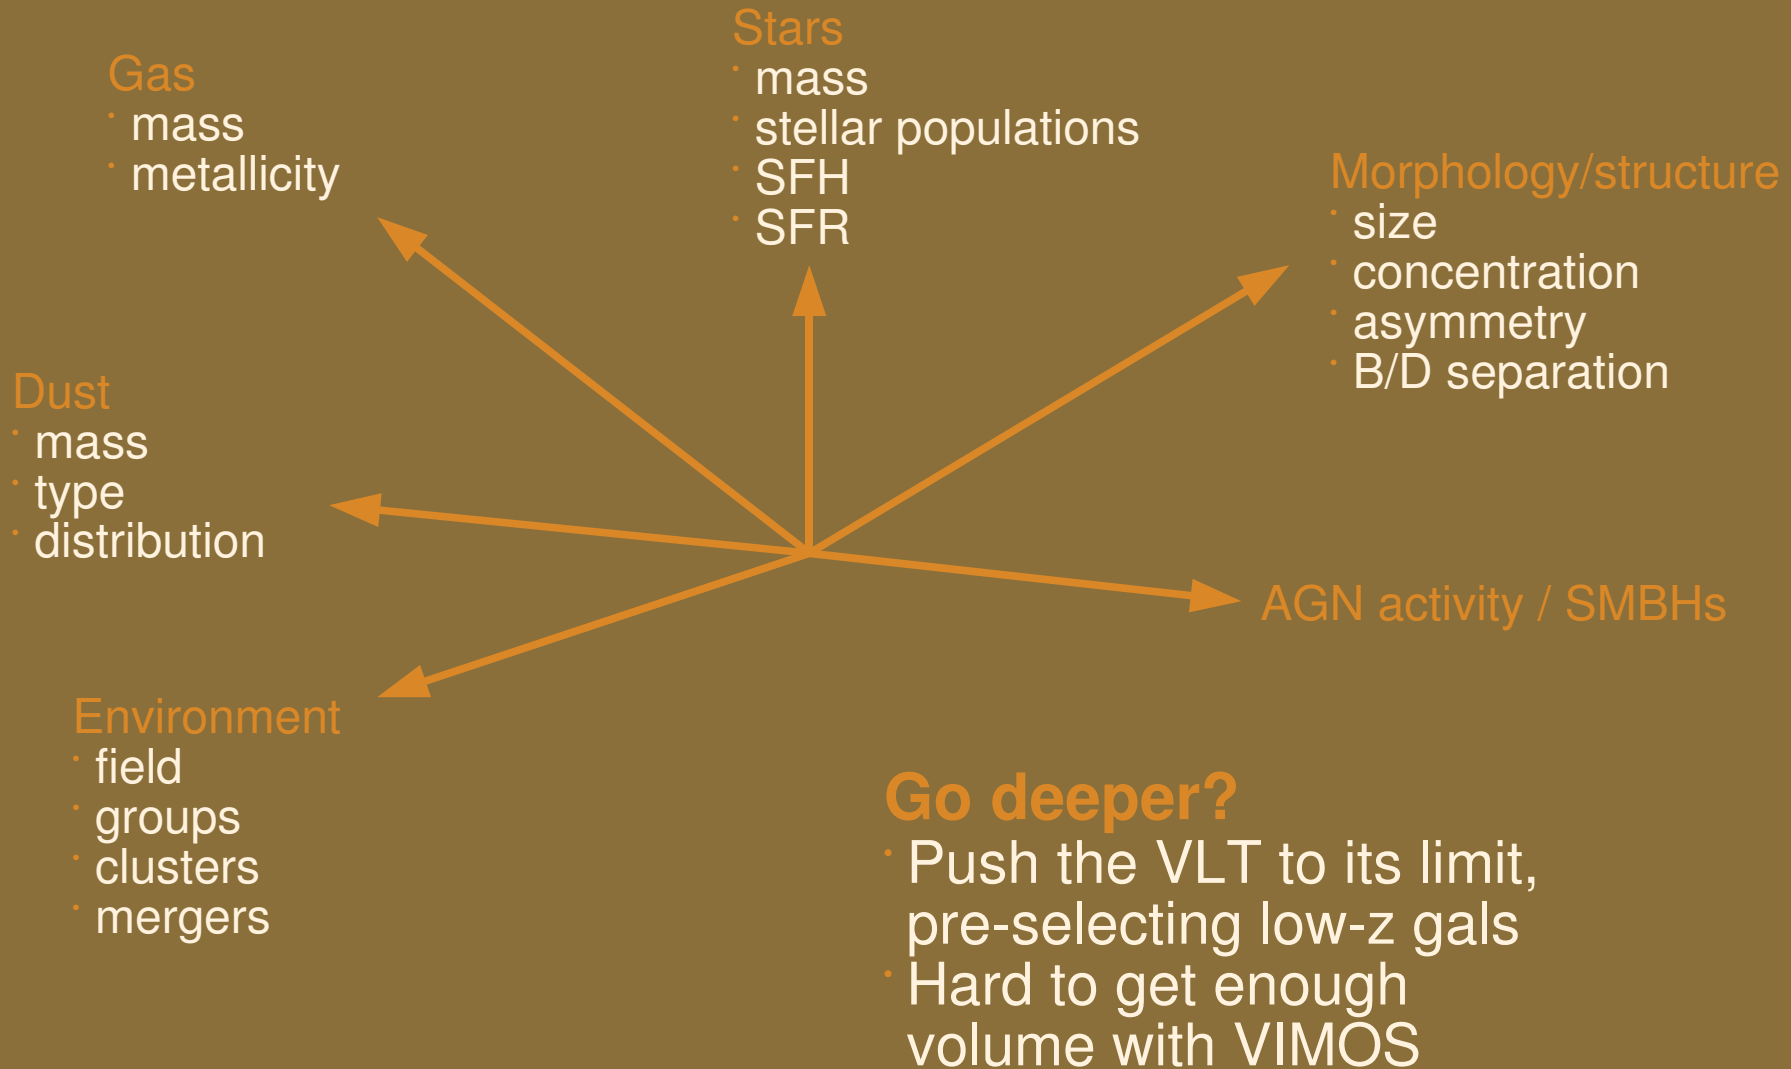 Stars
· mass
· stellar populations
· SFH
· SFR
Gas
· mass
· metallicity
Morphology/structure
· size
· concentration
· asymmetry
· B/D separation
Dust
· mass
· type
· distribution
AGN activity / SMBHs
Environment
· field
· groups
· clusters
· mergers
Go deeper?
· Push the VLT to its limit,
pre-selecting low-z gals
· Hard to get enough
volume with VIMOS